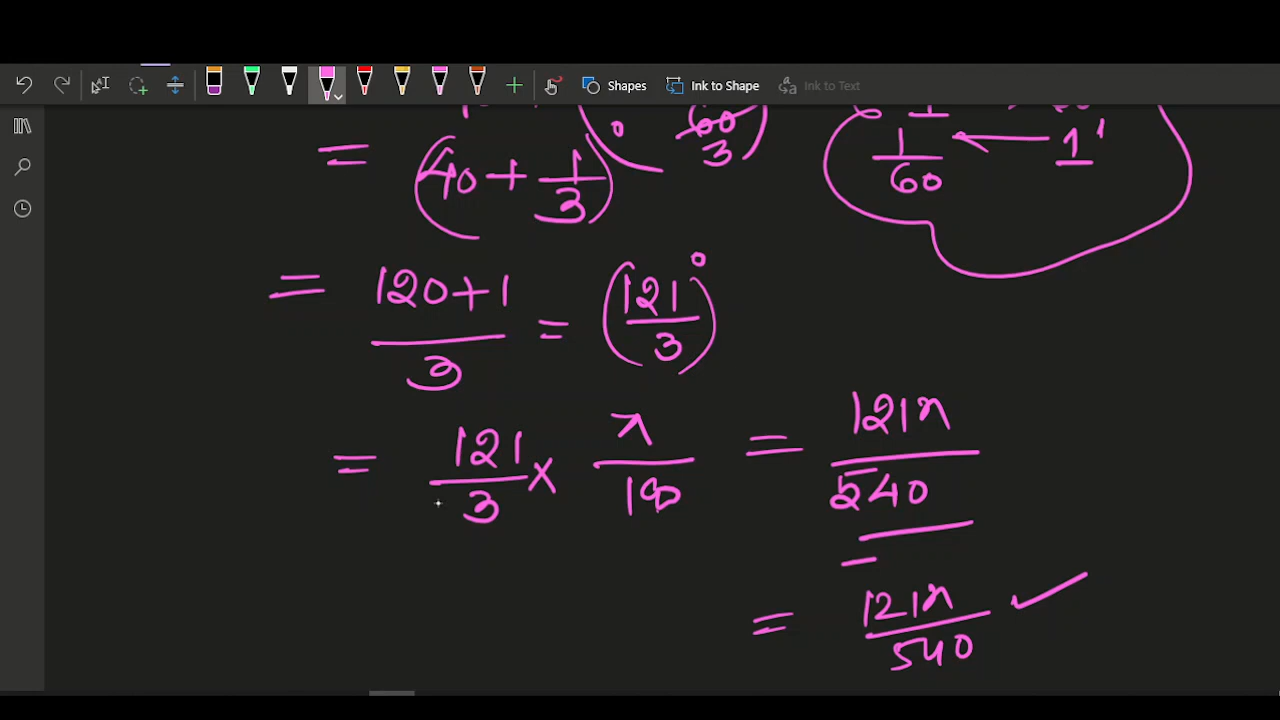 Shapes Ink to Shape Ink to Text
= (40 + 1/3)° 60 3
1/60 ← 1'
= 120+1/3 = (121/3)°
= 121/3 × π/180 = 121π/540
= 121π/540 ✓